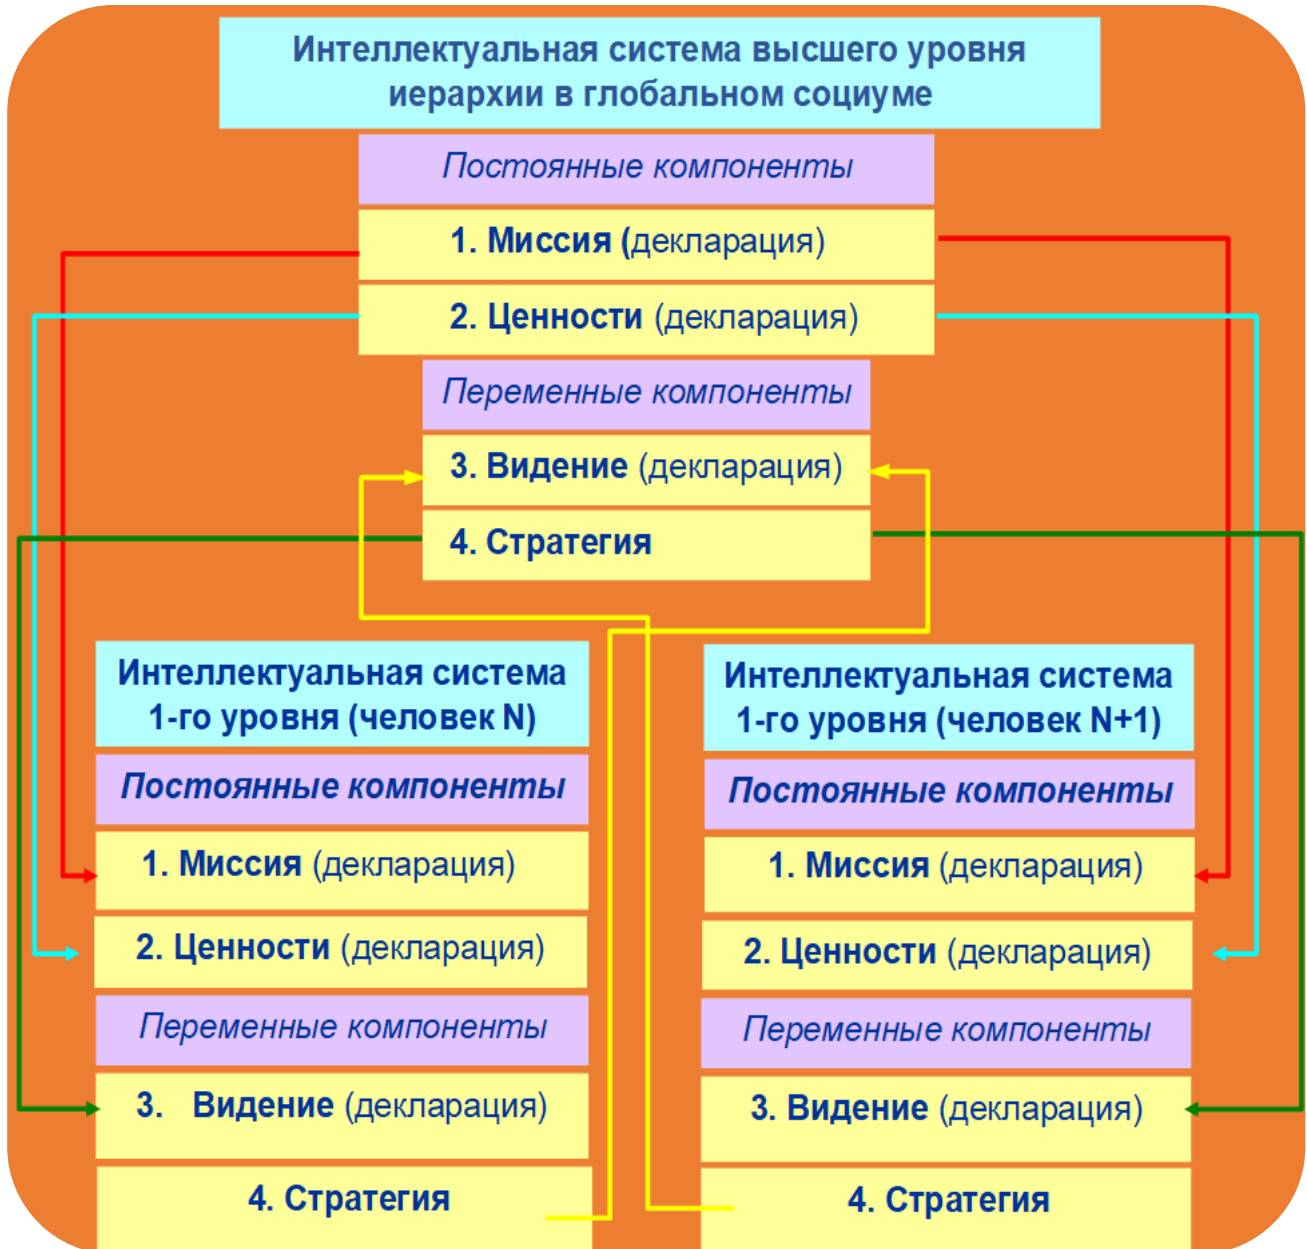 Интеллектуальная система высшего уровня
иерархии в глобальном социуме
Постоянные компоненты
1. Миссия (декларация)
2. Ценности (декларация)
Переменные компоненты
3. Видение (декларация)
4. Стратегия
Интеллектуальная система
1-го уровня (человек N)
Постоянные компоненты
1. Миссия (декларация)
2. Ценности (декларация)
Переменные компоненты
3. Видение (декларация)
4. Стратегия
Интеллектуальная система
1-го уровня (человек N+1)
Постоянные компоненты
1. Миссия (декларация)
2. Ценности (декларация)
Переменные компоненты
3. Видение (декларация)
4. Стратегия